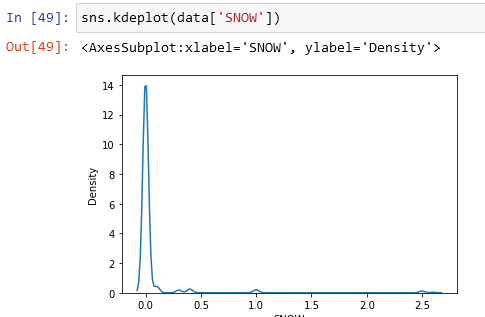 In [49]: sns.kdeplot(data['SNOW'])
Out[49]: <AxesSubplot:xlabel='SNOW', ylabel='Density'>
14
12
10
8
6
4
2
0
Density
0.0 0.5 1.0 1.5 2.0 2.5
SNOW